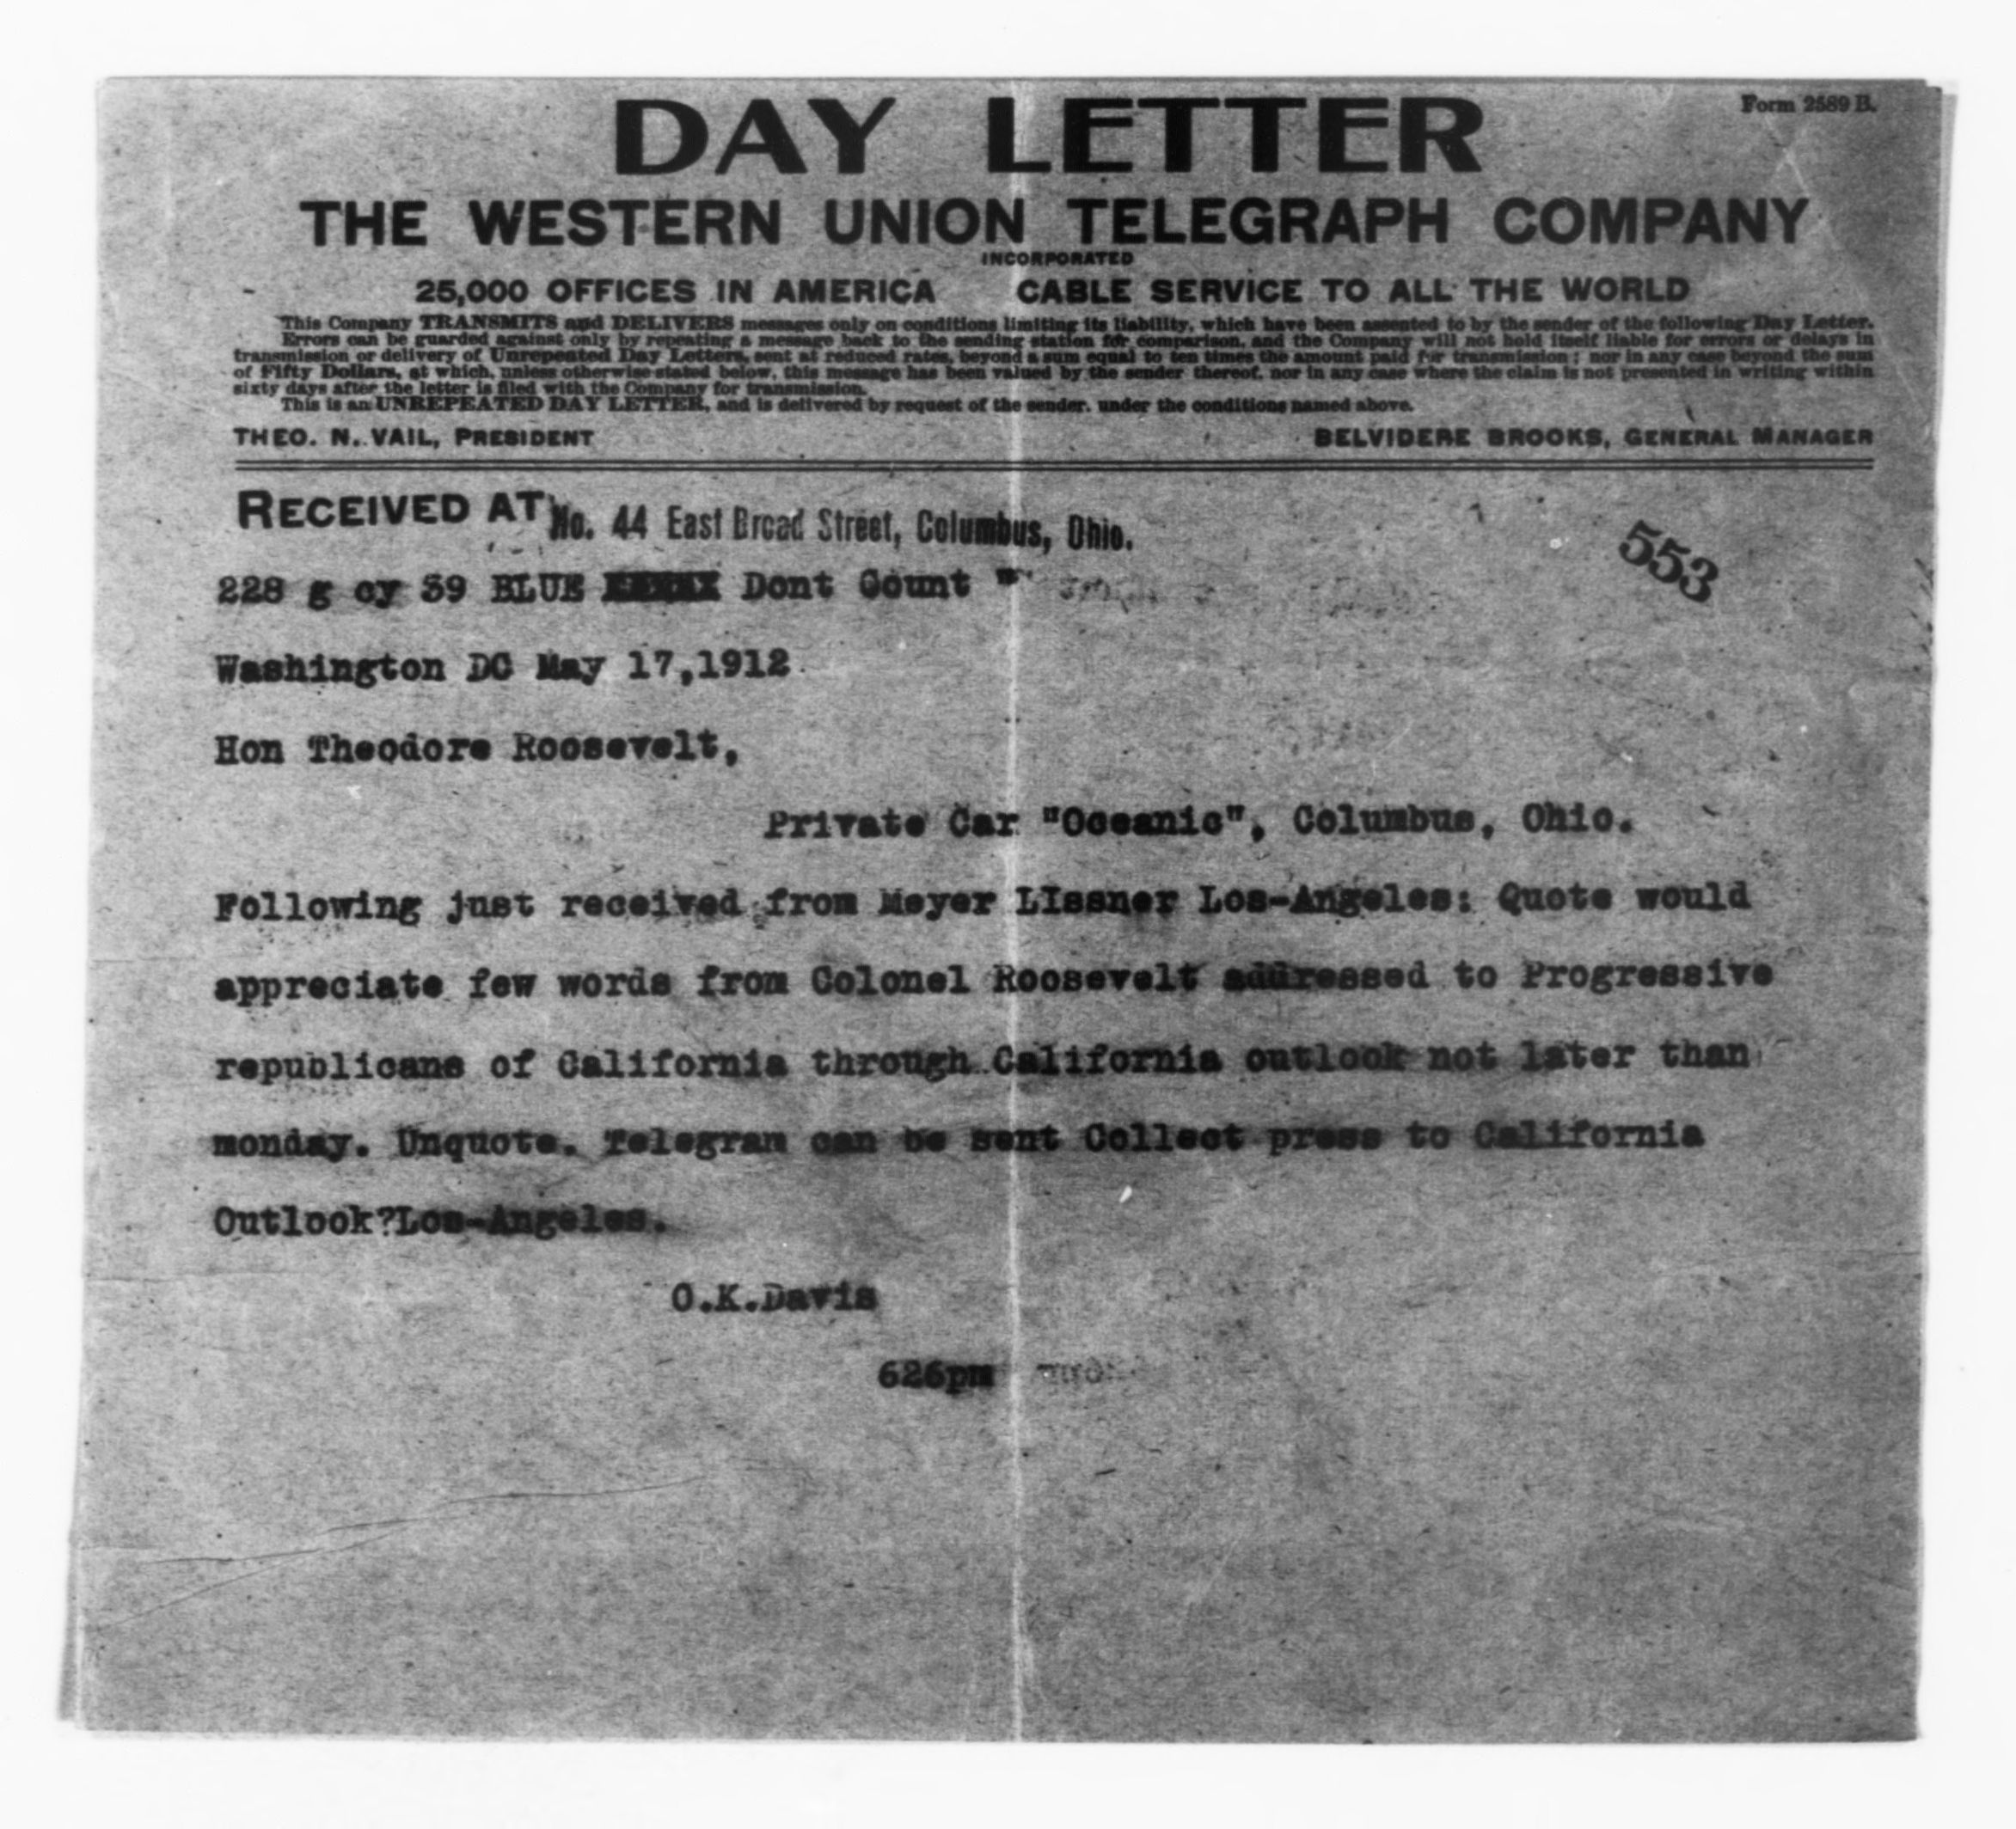 Form 2589 B.
DAY LETTER
THE WESTERN UNION TELEGRAPH COMPANY
INCORPORATED
25,000 OFFICES IN AMERICA CABLE SERVICE TO ALL THE WORLD
This Company TRANSMITS and DELIVERS messages only on conditions limiting its liability, which have been assented to by the sender of the following Day Letter.
Errors can be guarded against only by repeating a message back to the sending station for comparison, and the Company will not hold itself liable for errors or delays in
transmission or delivery of Unrepeated Day Letters, sent at reduced rates, beyond a sum equal to ten times the amount paid for transmission; nor in any case beyond the sum
of Fifty Dollars, at which, unless otherwise stated below, this message has been valued by the sender thereof, nor in any case where the claim is not presented in writing within
sixty days after the letter is filed with the Company for transmission.
This is an UNREPEATED DAY LETTER, and is delivered by request of the sender, under the conditions named above.
THEO. N. VAIL, PRESIDENT BELVIDERE BROOKS, GENERAL MANAGER
RECEIVED AT No. 44 East Broad Street, Columbus, Ohio.
553
228 g cy 39 BLUE Dont Count "
Washington DC May 17,1912
Hon Theodore Roosevelt,
Private Car "Oceanic", Columbus, Ohio.
Following just received from Meyer LIssner Los-Angeles: Quote would
appreciate few words from Colonel Roosevelt addressed to Progressive
republicans of California through California outlook not later than
monday. Unquote. Telegram can be sent Collect press to California
Outlook?Los-Angeles.
O.K.Davis
626pm